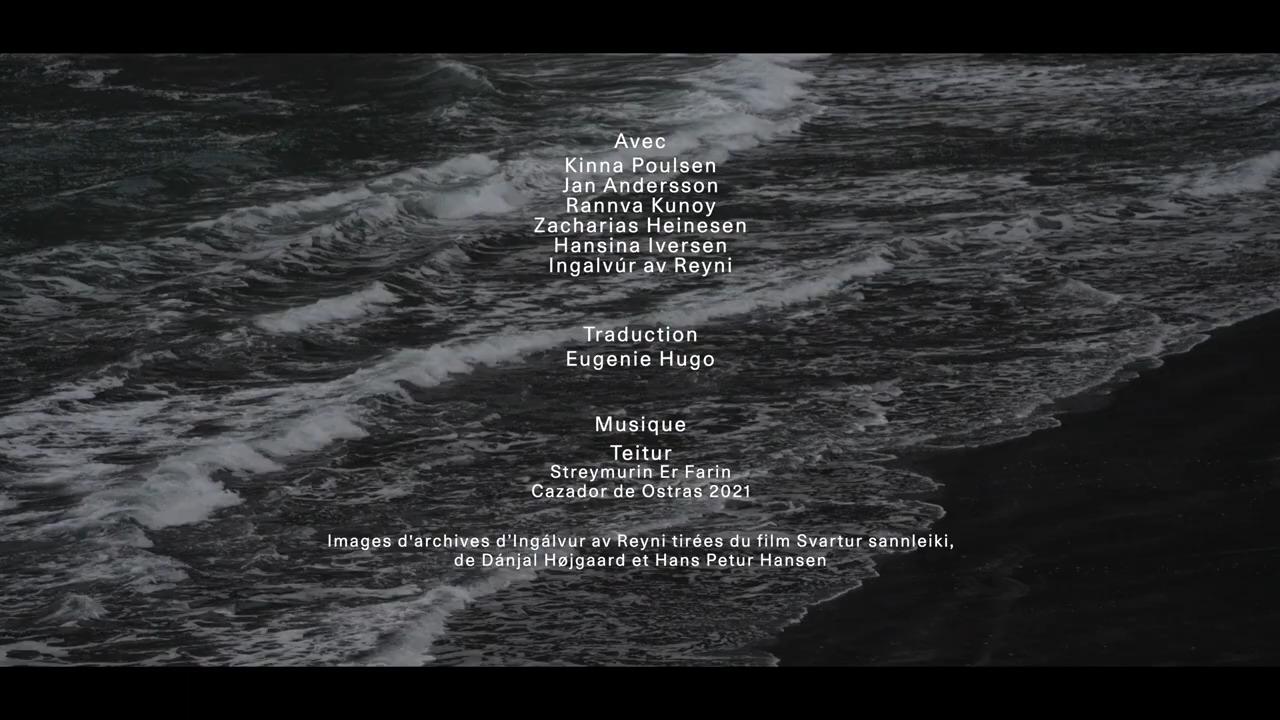 Avec
Kinna Poulsen
Jan Andersson
Rannva Kunoy
Zacharias Heinesen
Hansina Iversen
Ingalvúr av Reyni
Traduction
Eugenie Hugo
Musique
Teitur
Streymurin Er Farin
Cazador de Ostras 2021
Images d'archives d’Ingálvur av Reyni tirées du film Svartur sannleiki,
de Dánjal Højgaard et Hans Petur Hansen